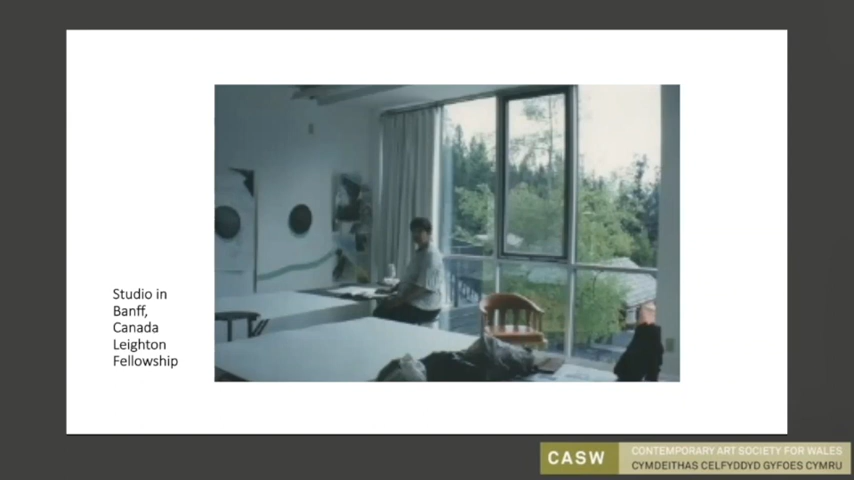 Studio in
Banff,
Canada
Leighton
Fellowship
CASW
CONTEMPORARY ART SOCIETY FOR WALES
CYMDEITHAS CELFYDDYD GYFOES CYMRU